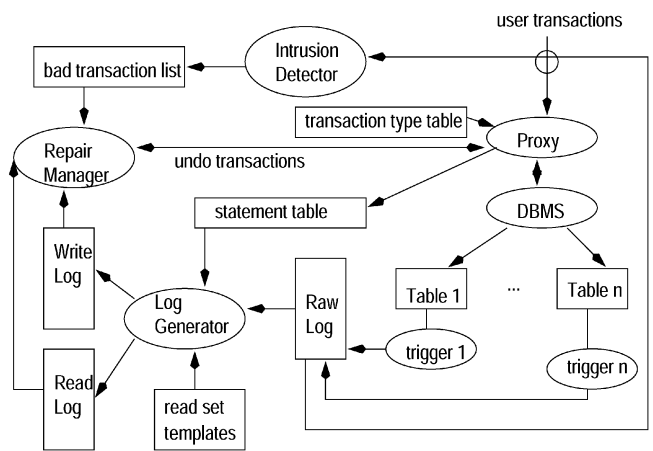 user transactions
Intrusion
Detector
bad transaction list
transaction type table
Proxy
Repair
Manager
undo transactions
statement table
DBMS
Write
Log
Log
Generator
Raw
Log
Table 1
...
Table n
trigger 1
trigger n
Read
Log
read set
templates